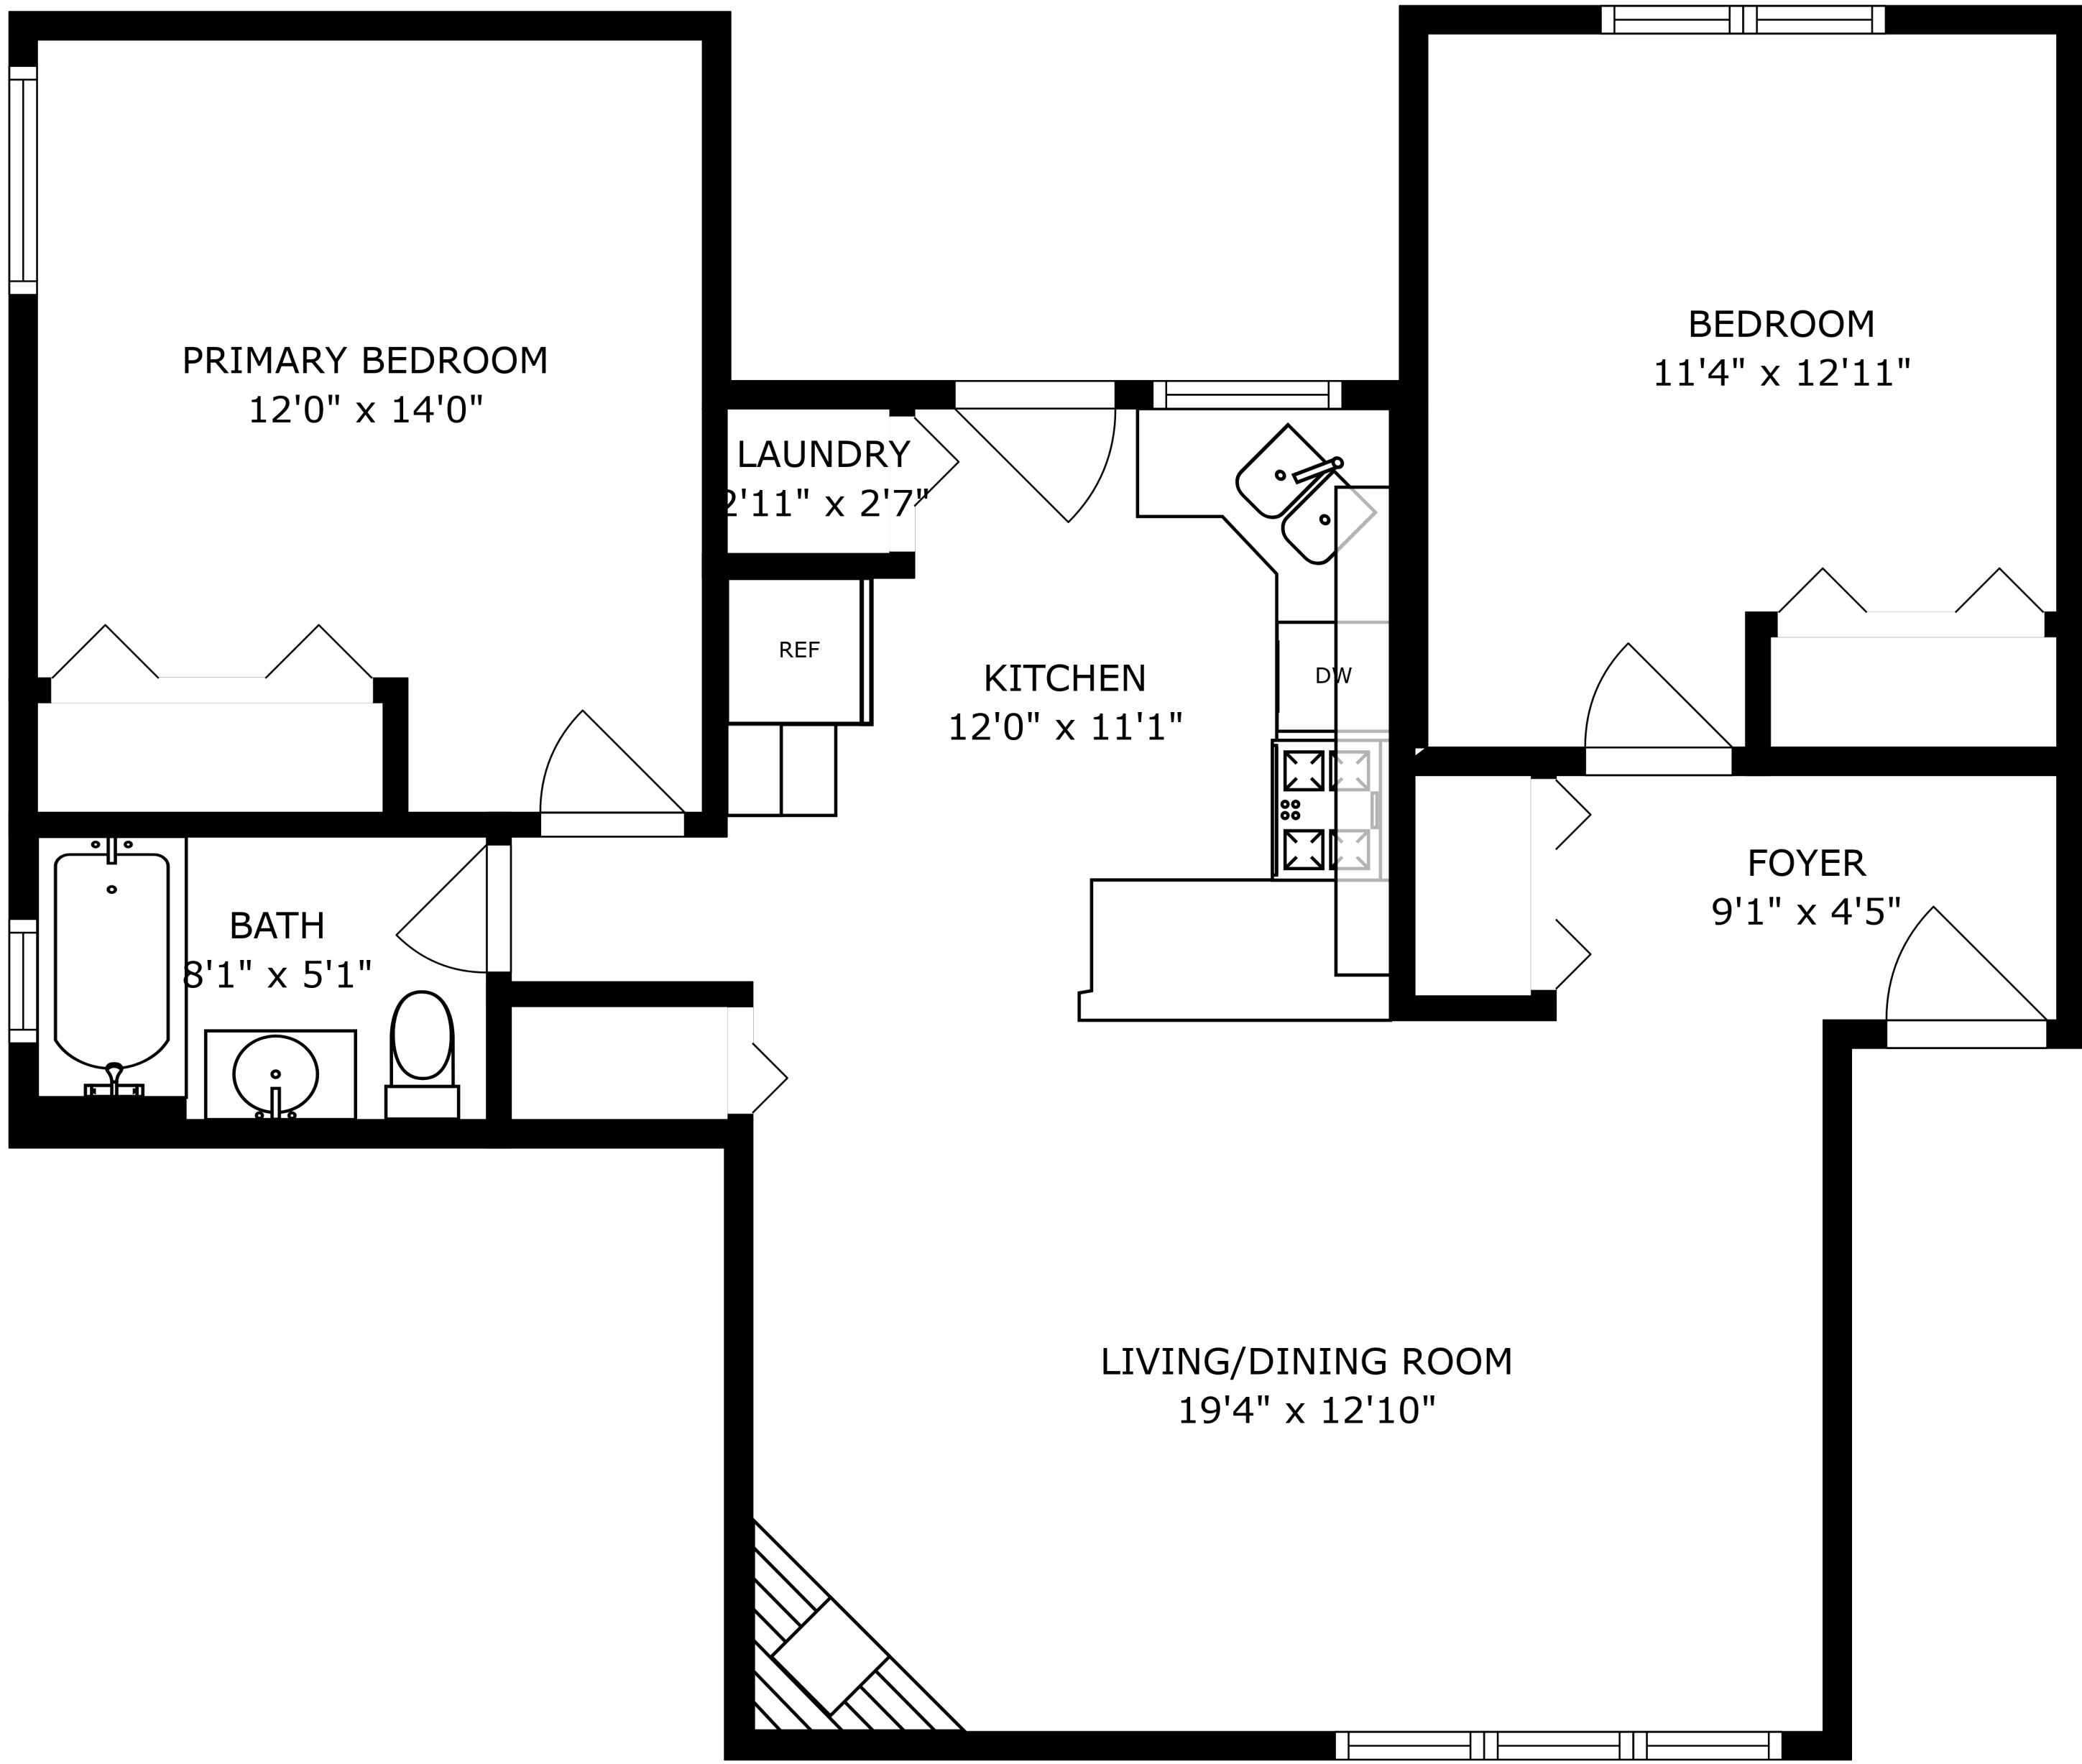 PRIMARY BEDROOM
12'0" x 14'0"
BEDROOM
11'4" x 12'11"
LAUNDRY
2'11" x 2'7"
REF
KITCHEN
12'0" x 11'1"
DW
FOYER
9'1" x 4'5"
BATH
8'1" x 5'1"
LIVING/DINING ROOM
19'4" x 12'10"